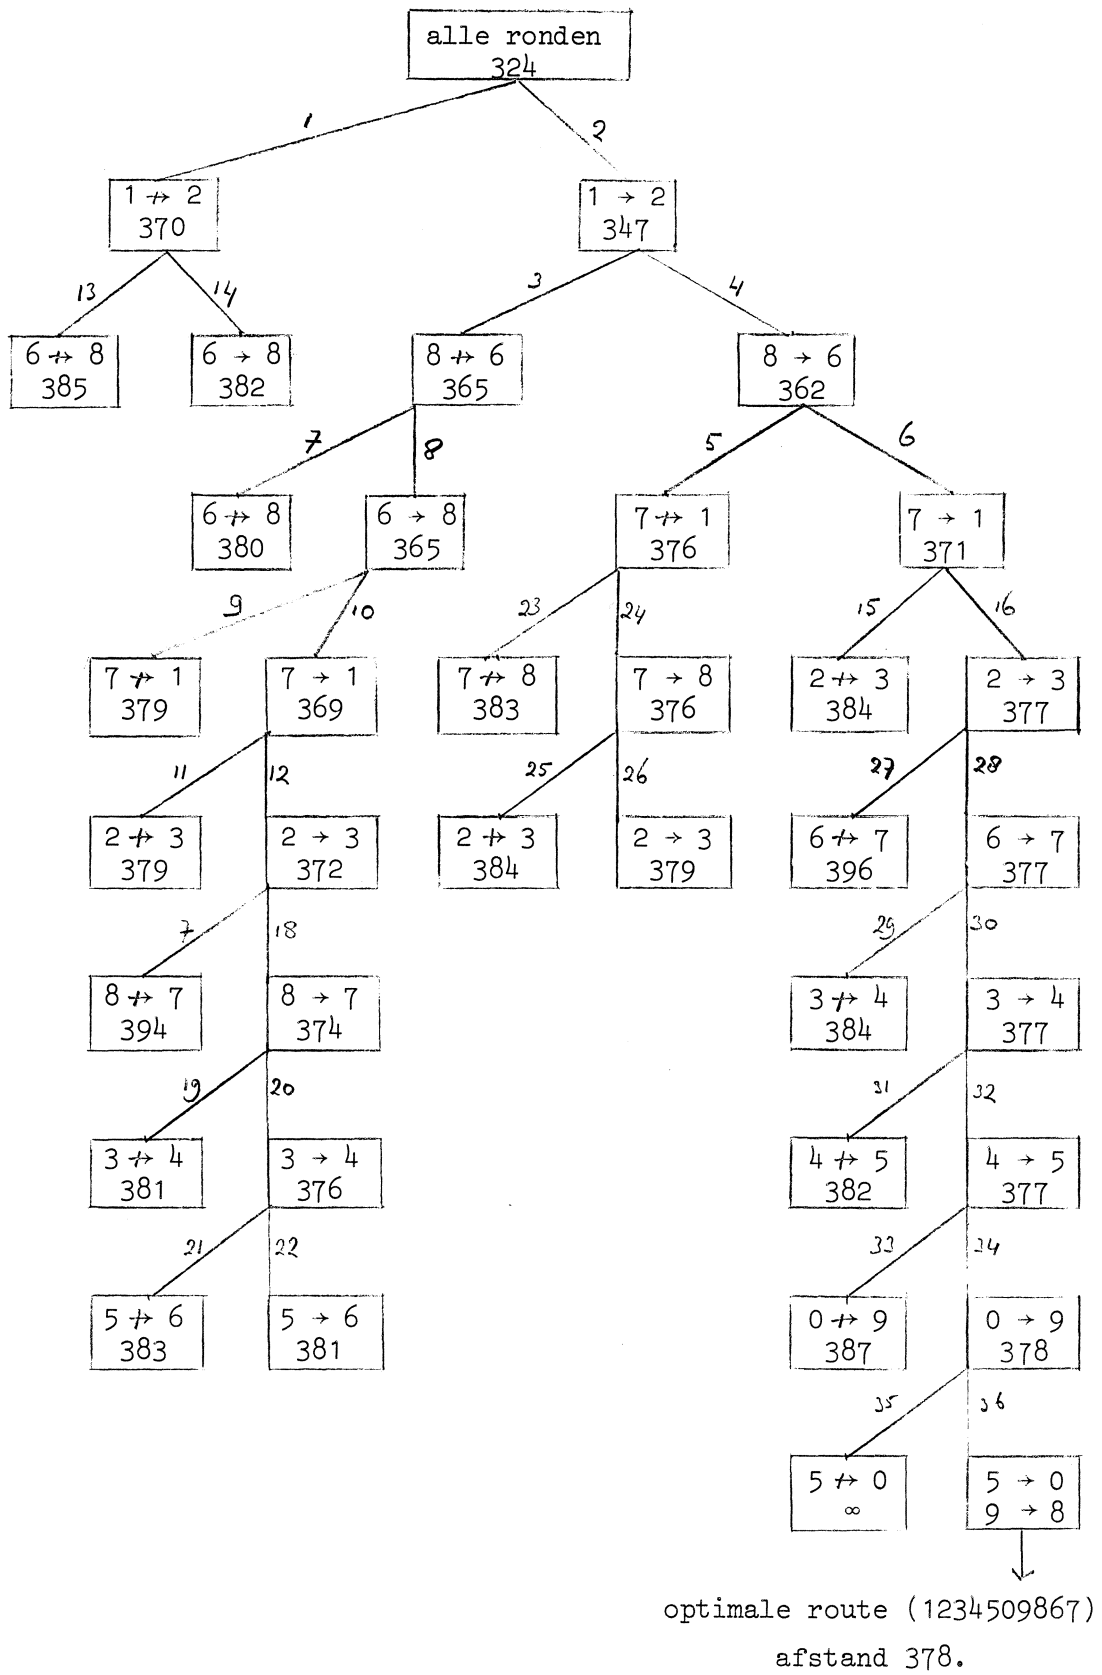 alle ronden
324
1 2
1 ↛ 2 1 → 2
370 347
13 14 3 4
6 ↛ 8 6 → 8 8 ↛ 6 8 → 6
385 382 365 362
7 8 5 6
6 ↛ 8 6 → 8 7 ↛ 1 7 → 1
380 365 376 371
9 10 23 24 15 16
7 ↛ 1 7 → 1 7 ↛ 8 7 → 8 2 ↛ 3 2 → 3
379 369 383 376 384 377
11 12 25 26 27 28
2 ↛ 3 2 → 3 2 ↛ 3 2 → 3 6 ↛ 7 6 → 7
379 372 384 379 396 377
7 18 29 30
8 ↛ 7 8 → 7 3 ↛ 4 3 → 4
394 374 384 377
19 20 31 32
3 ↛ 4 3 → 4 4 ↛ 5 4 → 5
381 376 382 377
21 22 33 34
5 ↛ 6 5 → 6 0 ↛ 9 0 → 9
383 381 387 378
35 36
5 ↛ 0 5 → 0
∞ 9 → 8
optimale route (1234509867)
afstand 378.